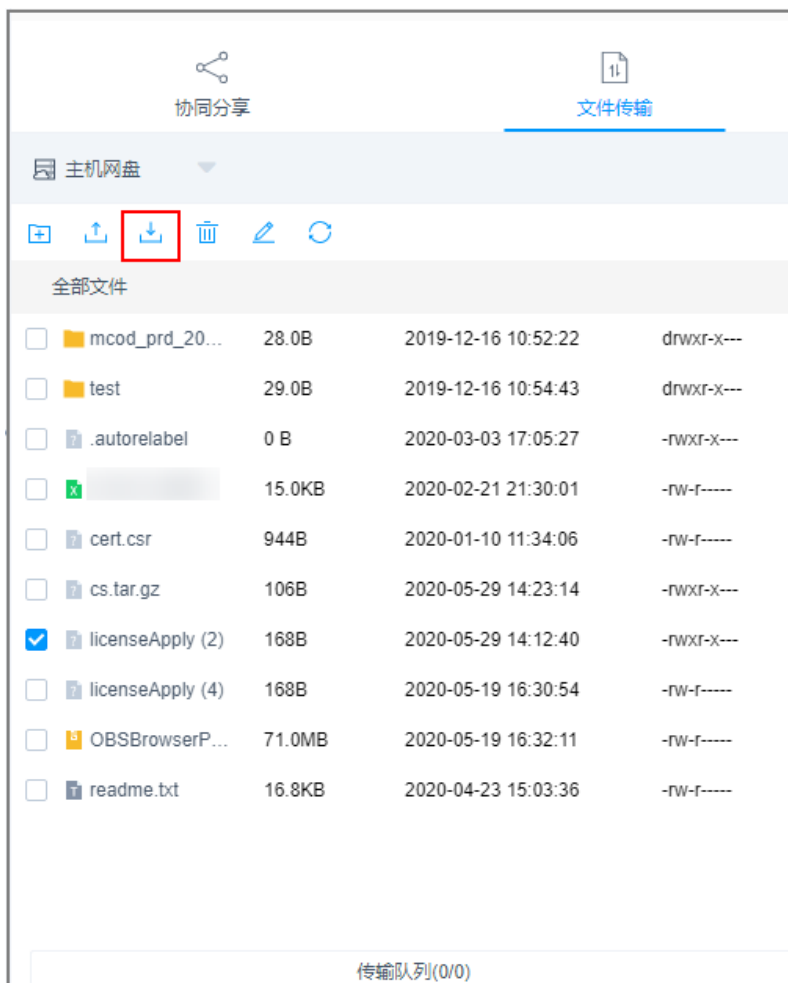 协同分享 文件传输
主机网盘
全部文件
mcod_prd_20... 28.0B 2019-12-16 10:52:22 drwxr-x---
test 29.0B 2019-12-16 10:54:43 drwxr-x---
.autorelabel 0 B 2020-03-03 17:05:27 -rwxr-x---
15.0KB 2020-02-21 21:30:01 -rw-r-----
cert.csr 944B 2020-01-10 11:34:06 -rw-r-----
cs.tar.gz 106B 2020-05-29 14:23:14 -rwxr-x---
licenseApply (2) 168B 2020-05-29 14:12:40 -rwxr-x---
licenseApply (4) 168B 2020-05-19 16:30:54 -rw-r-----
OBSBrowserP... 71.0MB 2020-05-19 16:32:11 -rw-r-----
readme.txt 16.8KB 2020-04-23 15:03:36 -rw-r-----
传输队列(0/0)